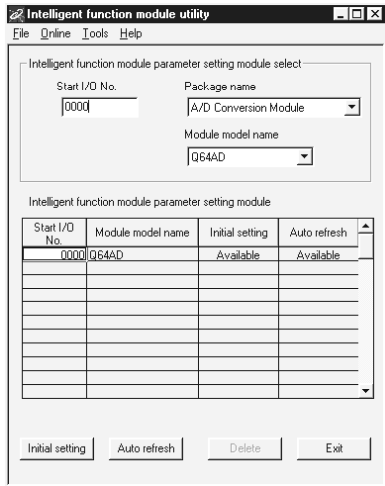 Intelligent function module utility
File Online Tools Help
Intelligent function module parameter setting module select
Start I/O No. Package name
0000 A/D Conversion Module
Module model name
Q64AD
Intelligent function module parameter setting module
Start I/O No. Module model name Initial setting Auto refresh
0000 Q64AD Available Available
Initial setting Auto refresh Delete Exit